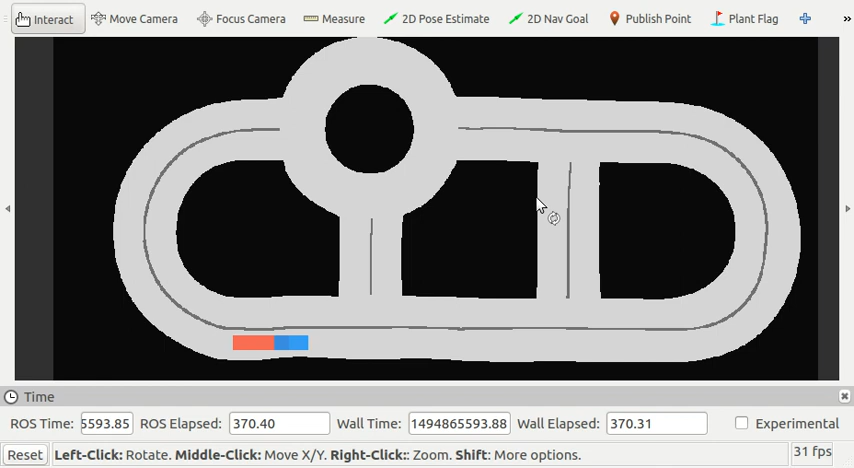 Interact Move Camera Focus Camera Measure 2D Pose Estimate 2D Nav Goal Publish Point Plant Flag »
Time
ROS Time: 5593.85 ROS Elapsed: 370.40 Wall Time: 1494865593.88 Wall Elapsed: 370.31 Experimental
Reset Left-Click: Rotate. Middle-Click: Move X/Y. Right-Click:: Zoom. Shift: More options. 31 fps